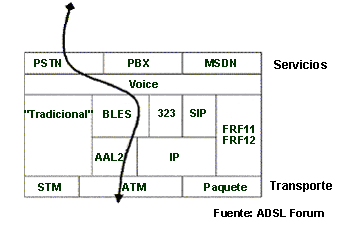 PSTN PBX MSDN Servicios
Voice
"Tradicional" BLES 323 SIP FRF11
FRF12
AAL2 IP
STM ATM Paquete Transporte
Fuente: ADSL Forum